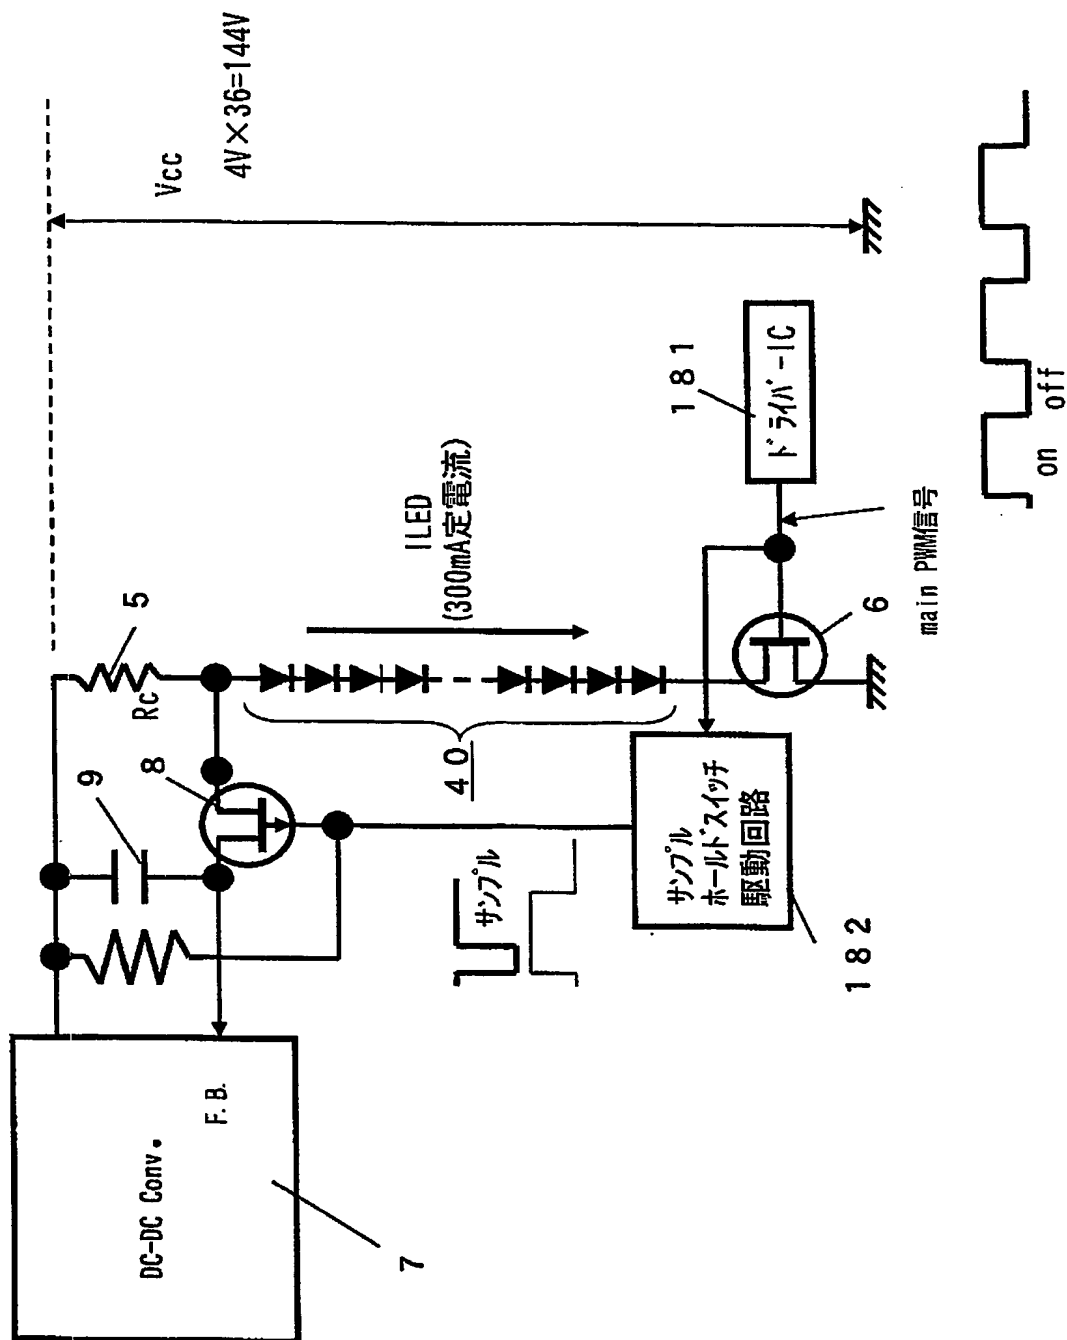 Vcc
4V×36=144V
5
Rc
9
8
ILED
(300mA定電流)
40
DC-DC Conv.
F.B.
7
サンプル
サンプル
ホールドスイッチ
駆動回路
182
181
ドライバｰ-IC
6
main PWM信号
on off